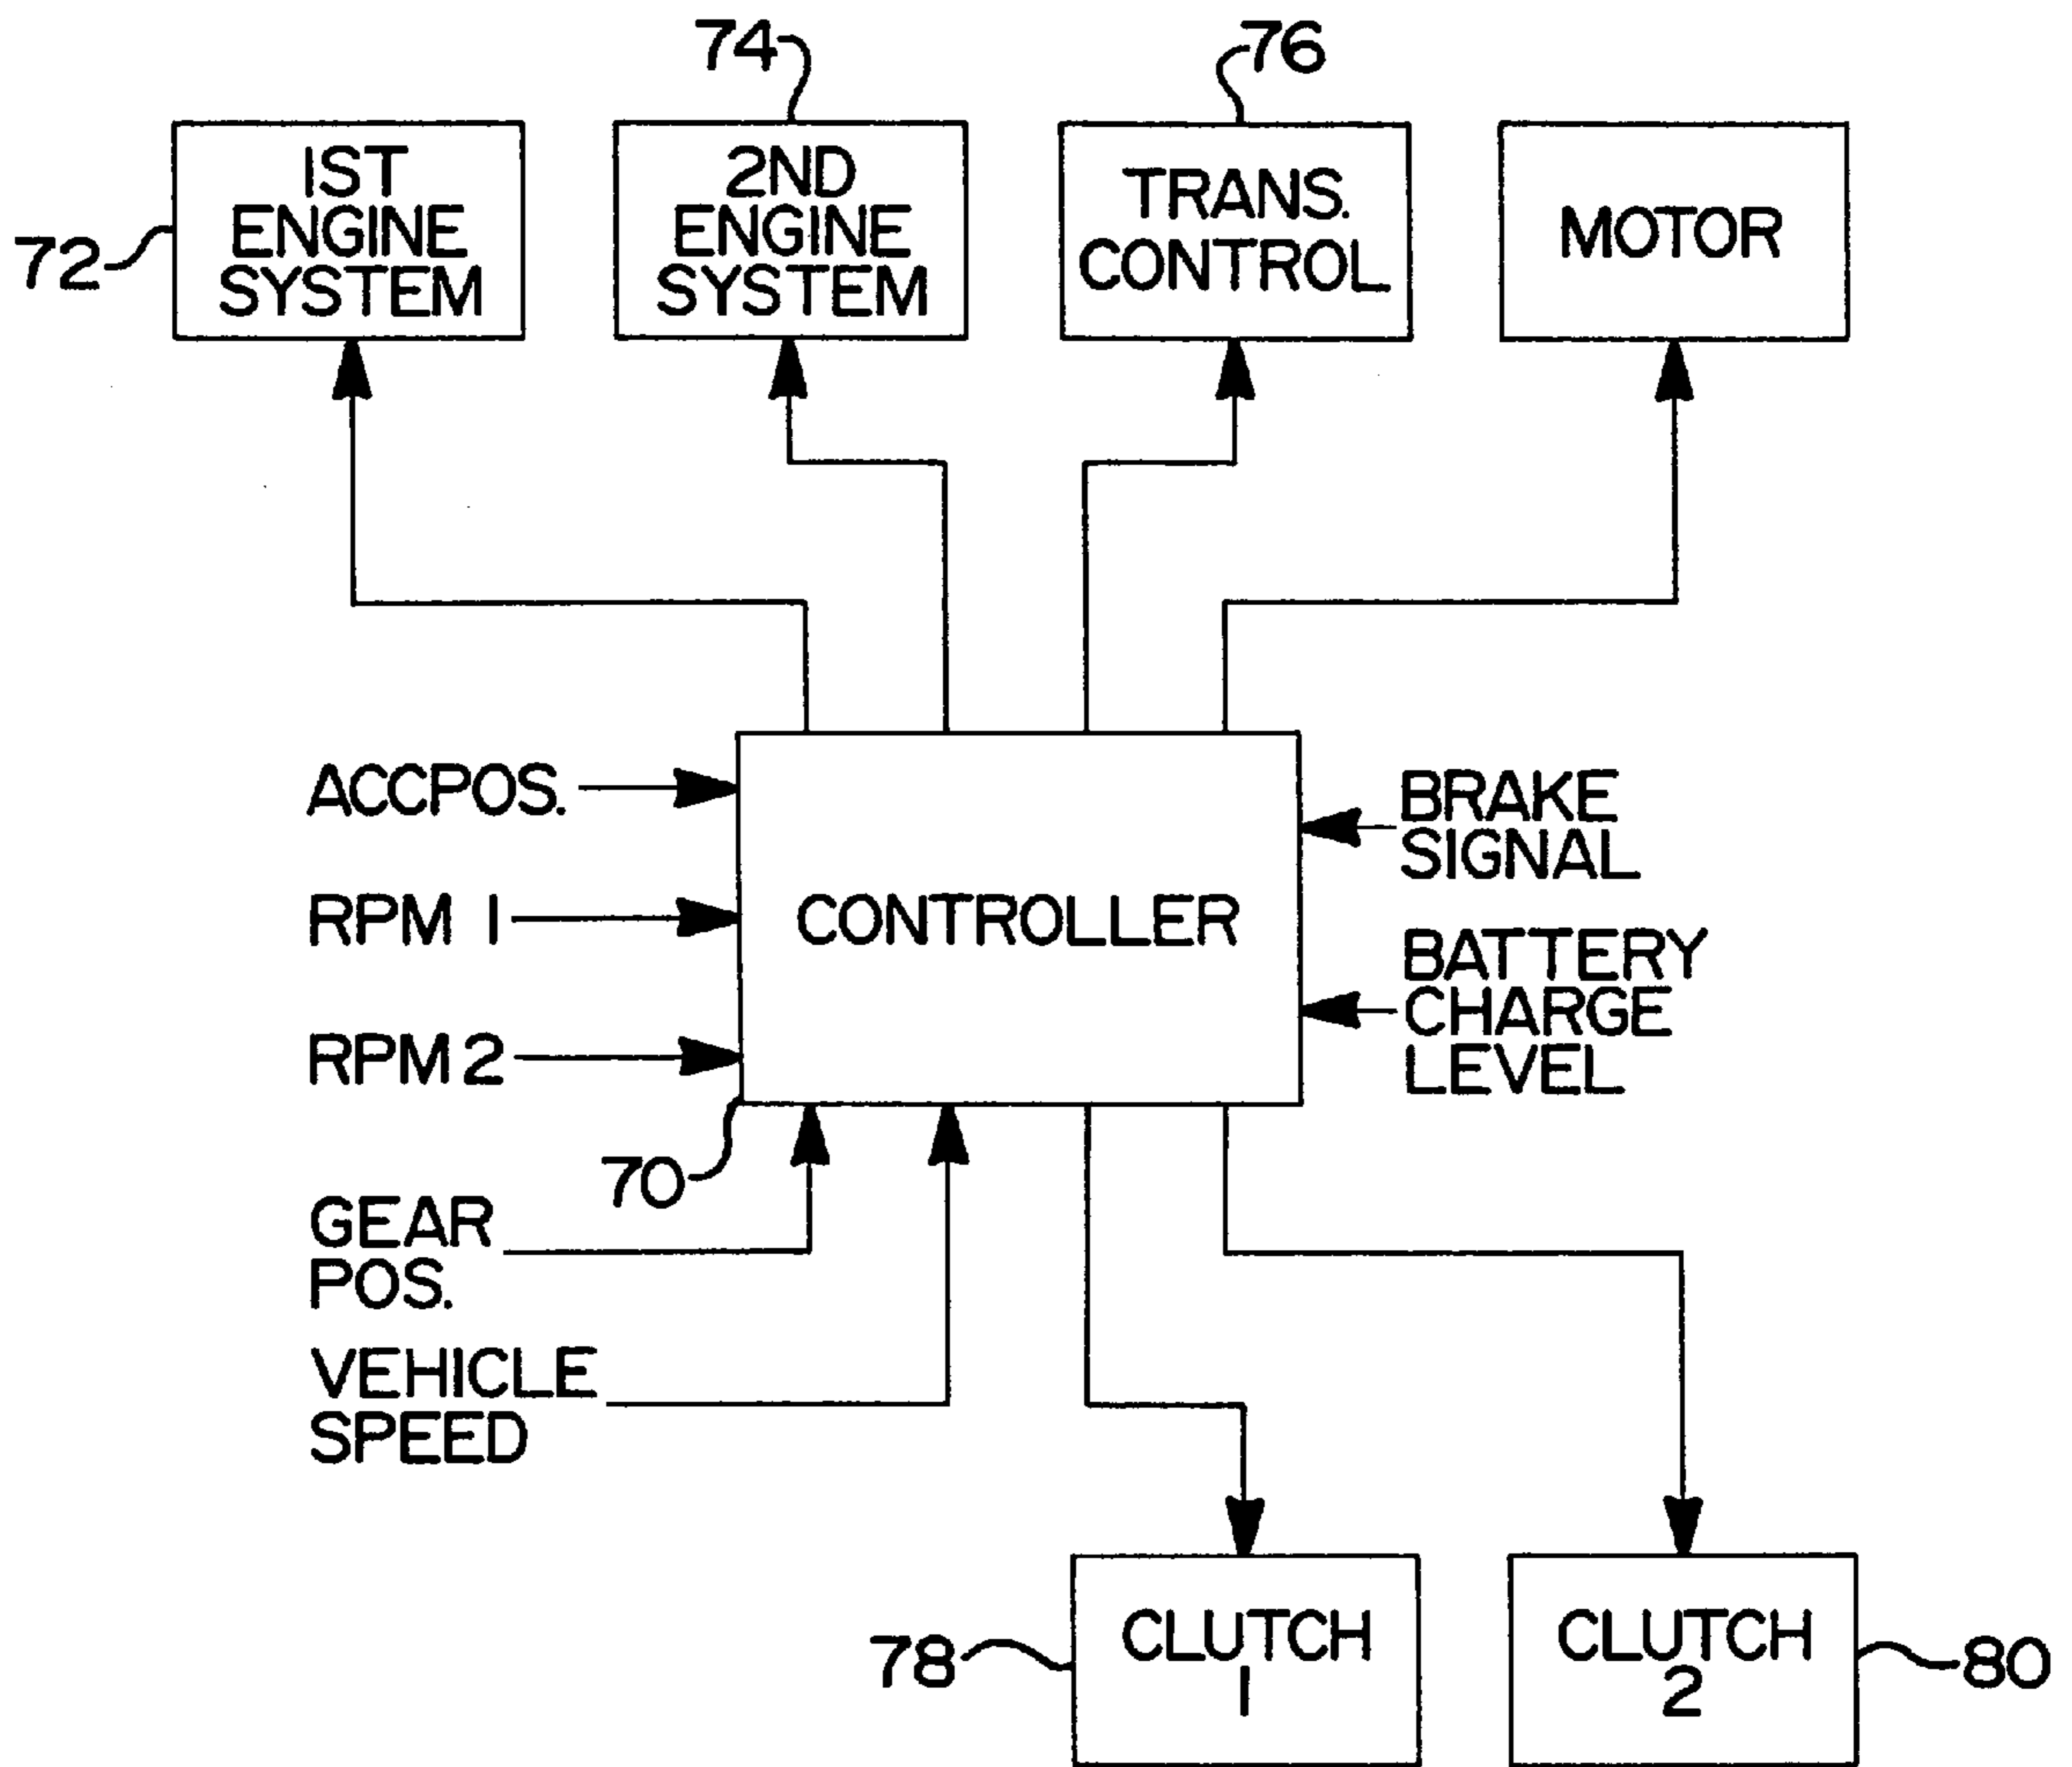 74
76
1ST
ENGINE
SYSTEM
72
2ND
ENGINE
SYSTEM
TRANS.
CONTROL
MOTOR
ACCPOS.
RPM 1
RPM 2
CONTROLLER
BRAKE
SIGNAL
BATTERY
CHARGE
LEVEL
70
GEAR
POS.
VEHICLE
SPEED
78
CLUTCH
1
CLUTCH
2
80